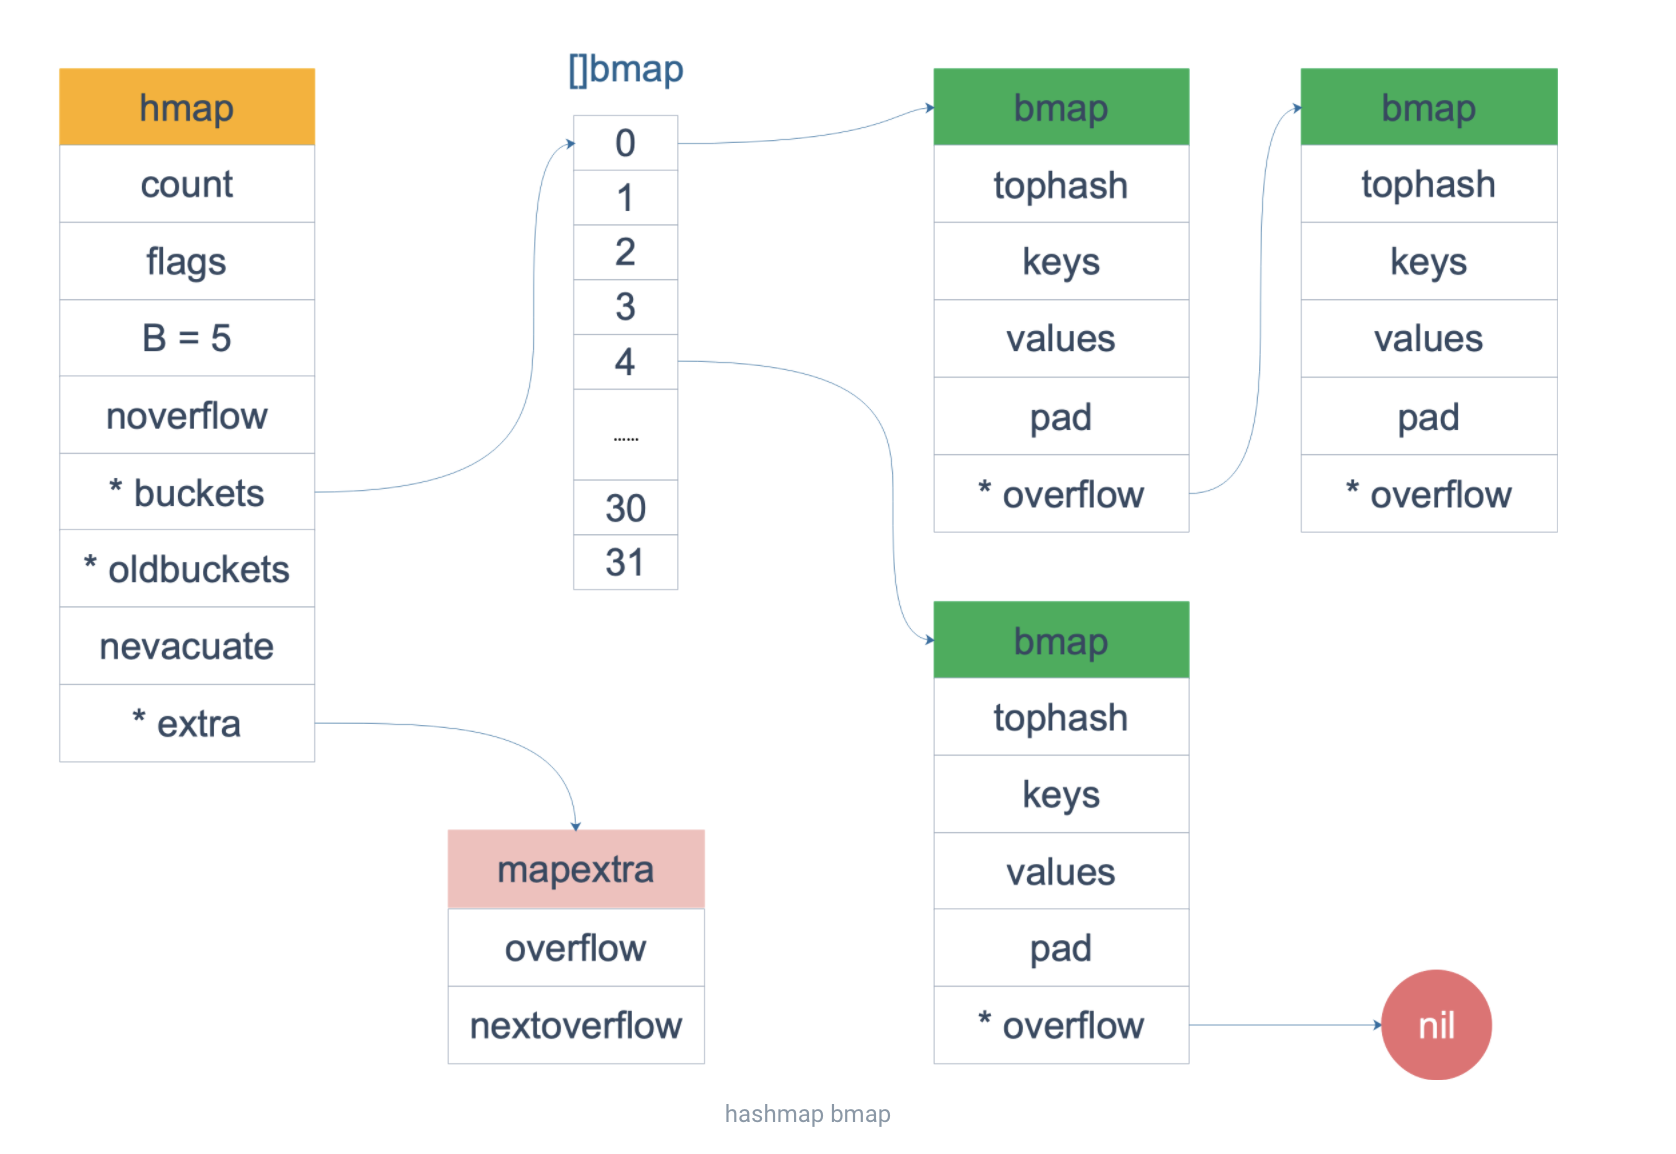 hmap
count
flags
B = 5
noverflow
* buckets
* oldbuckets
nevacuate
* extra
[]bmap
0
1
2
3
4
......
30
31
bmap
tophash
keys
values
pad
* overflow
bmap
tophash
keys
values
pad
* overflow
bmap
tophash
keys
values
pad
* overflow
nil
mapextra
overflow
nextoverflow
hashmap bmap